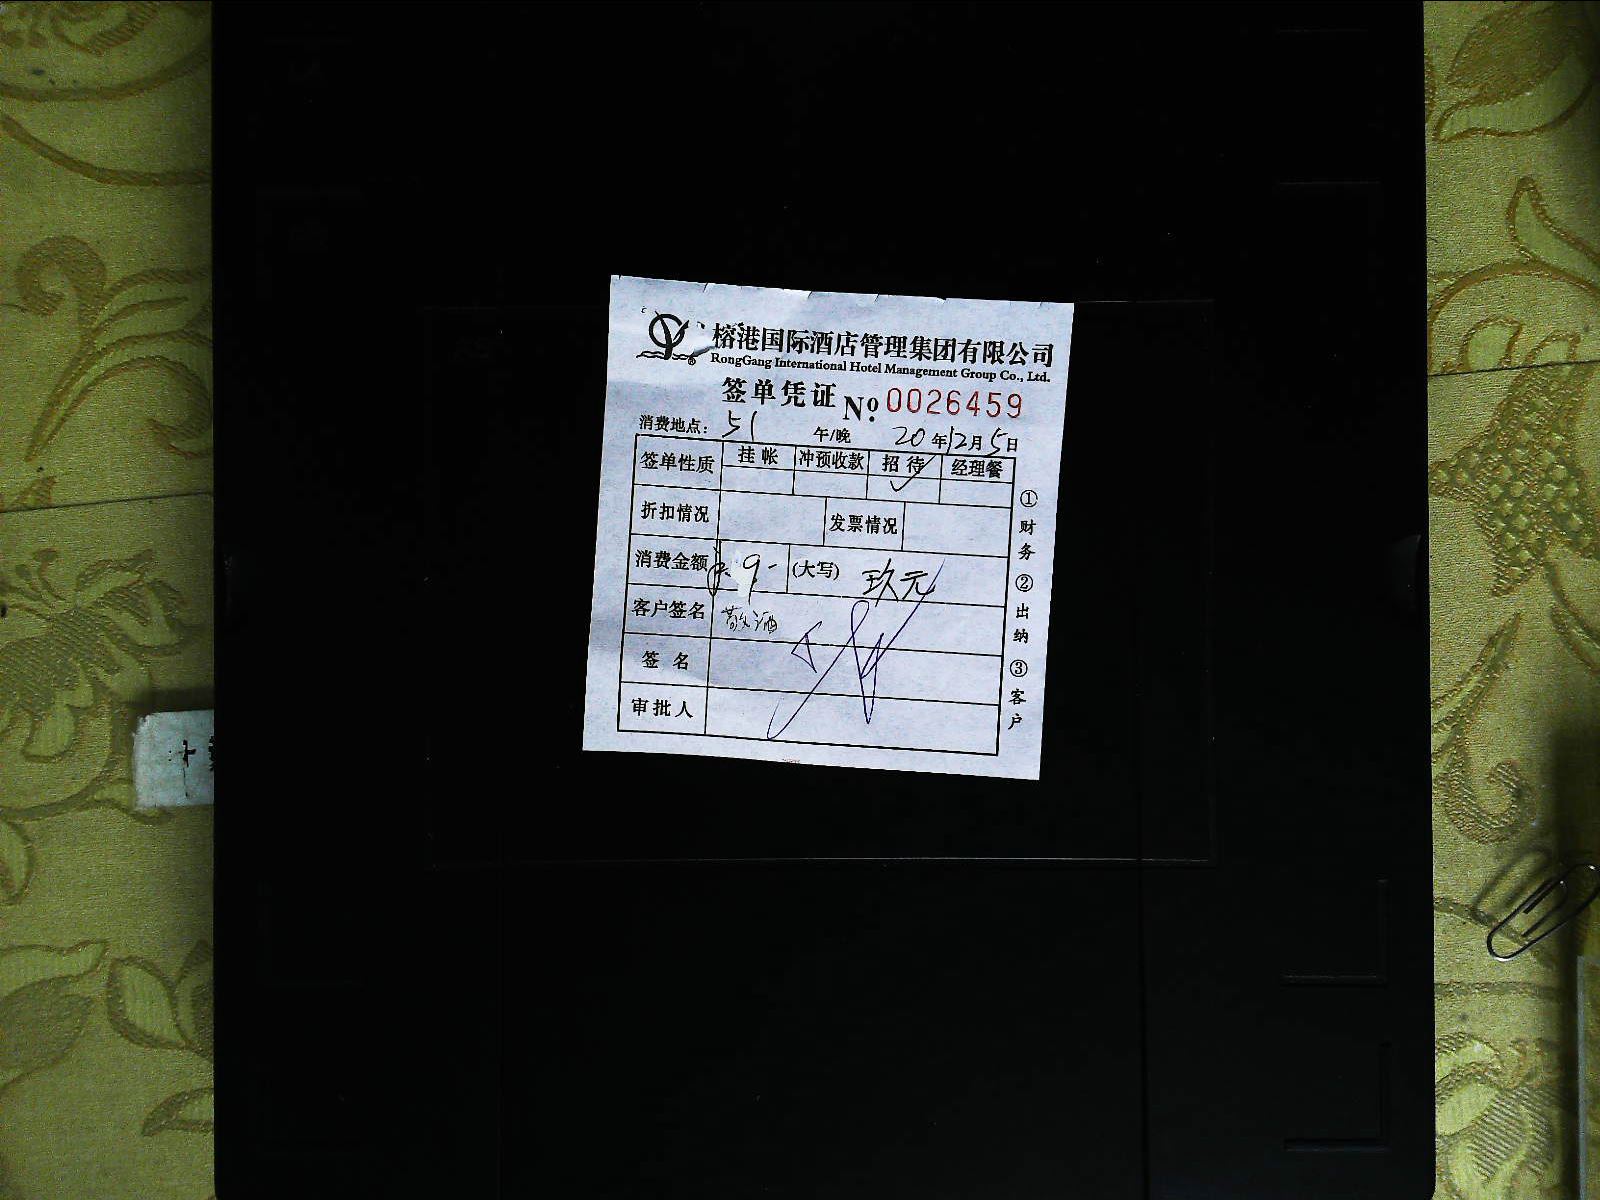 榕港国际酒店管理集团有限公司
RongGang International Hotel Management Group Co., Ltd.
签单凭证 Nº 0026459
消费地点: 51 午/晚 20年12月5日
签单性质 挂帐 冲预收款 招待 经理餐
折扣情况 发票情况
消费金额 9- (大写) 玖元
客户签名 敬酒
签名
审批人
①财务 ②出纳 ③客户